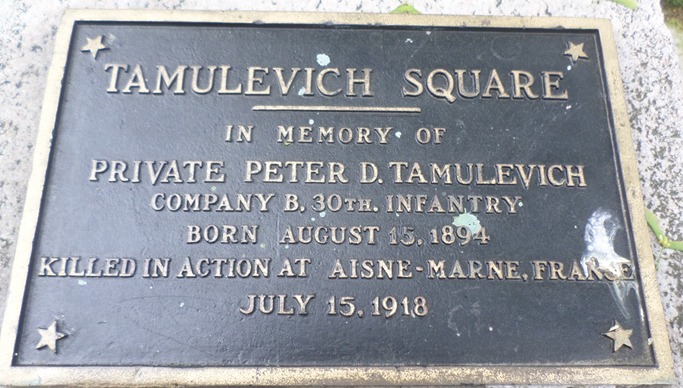 TAMULEVICH SQUARE
IN MEMORY OF
PRIVATE PETER D. TAMULEVICH
COMPANY B, 30TH. INFANTRY
BORN AUGUST 15, 1894
KILLED IN ACTION AT AISNE-MARNE, FRANCE
JULY 15, 1918